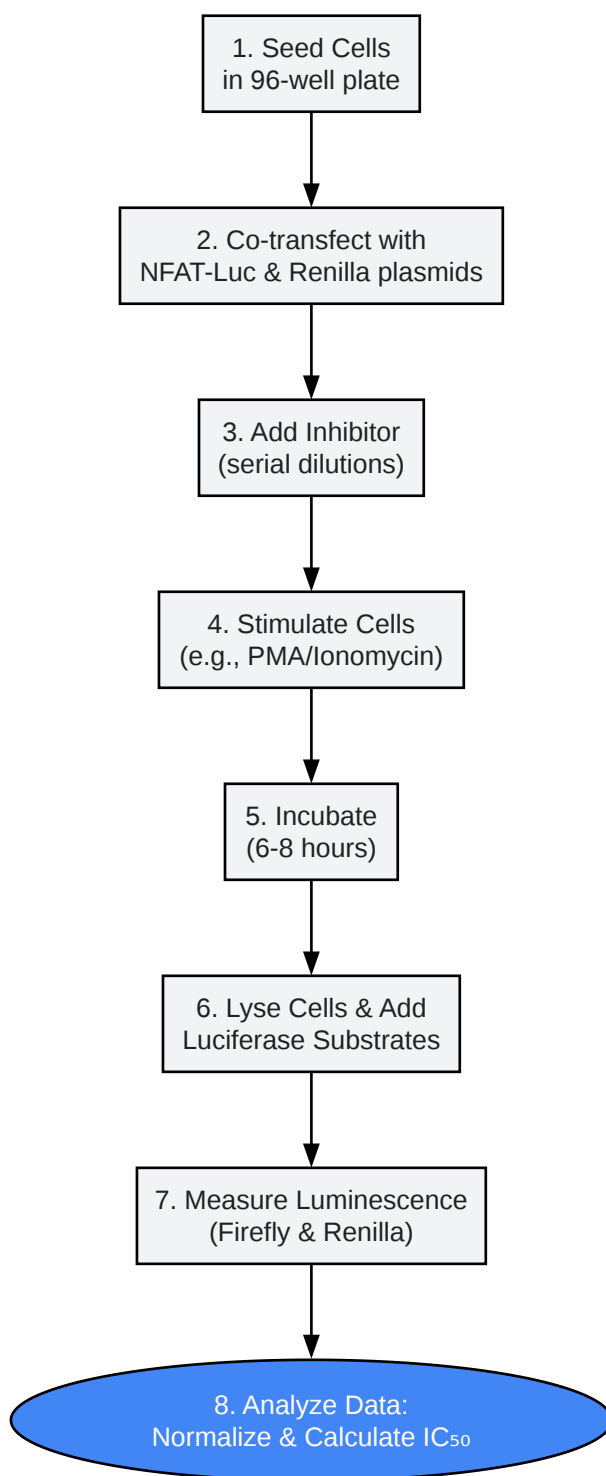 1. Seed Cells
in 96-well plate
2. Co-transfect with
NFAT-Luc & Renilla plasmids
3. Add Inhibitor
(serial dilutions)
4. Stimulate Cells
(e.g., PMA/Ionomycin)
5. Incubate
(6-8 hours)
6. Lyse Cells & Add
Luciferase Substrates
7. Measure Luminescence
(Firefly & Renilla)
8. Analyze Data:
Normalize & Calculate IC₅₀